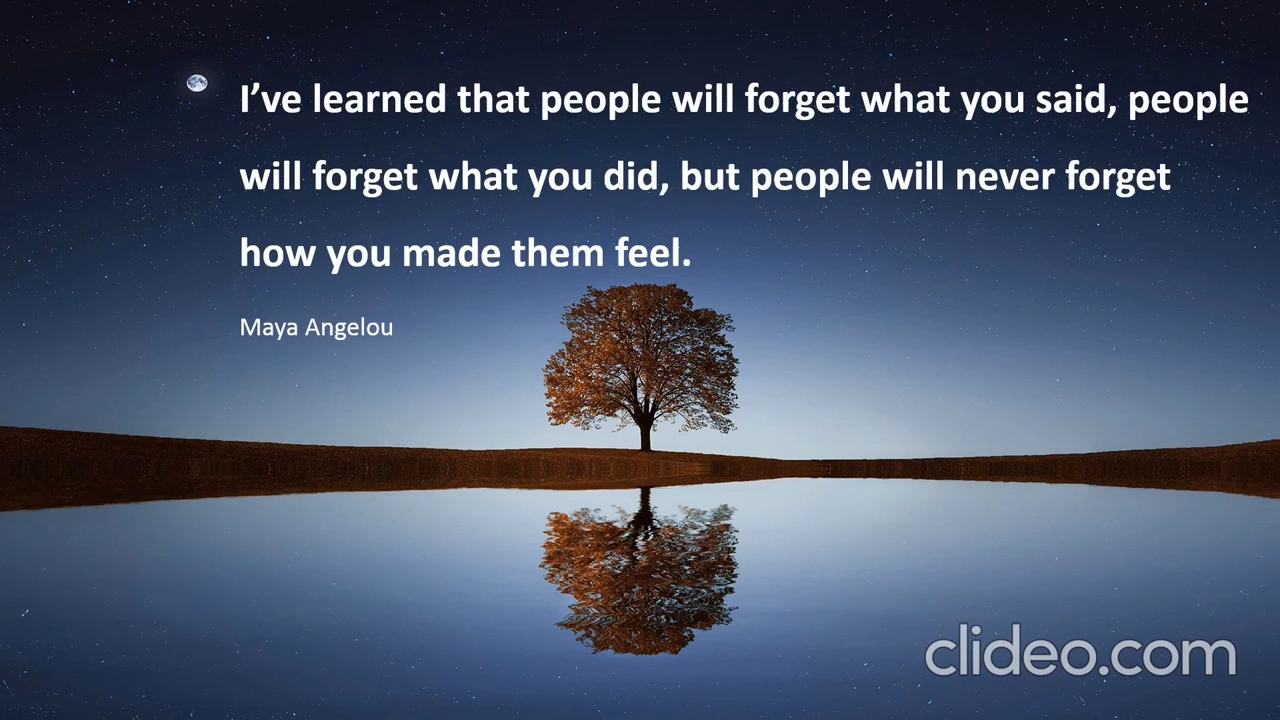 I’ve learned that people will forget what you said, people
will forget what you did, but people will never forget
how you made them feel.
Maya Angelou
clideo.com